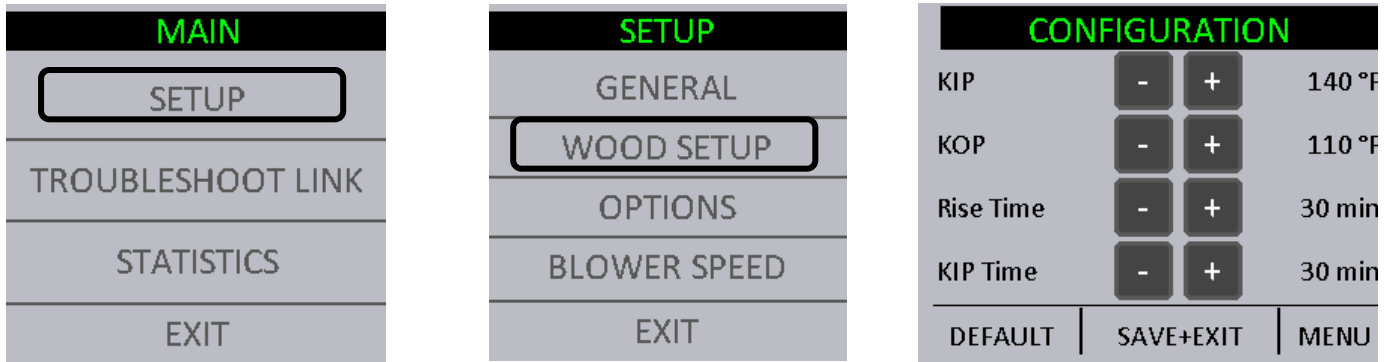 MAIN
SETUP
TROUBLESHOOT LINK
STATISTICS
EXIT
SETUP
GENERAL
WOOD SETUP
OPTIONS
BLOWER SPEED
EXIT
CONFIGURATION
KIP - + 140 °F
KOP - + 110 °F
Rise Time - + 30 min
KIP Time - + 30 min
DEFAULT SAVE+EXIT MENU